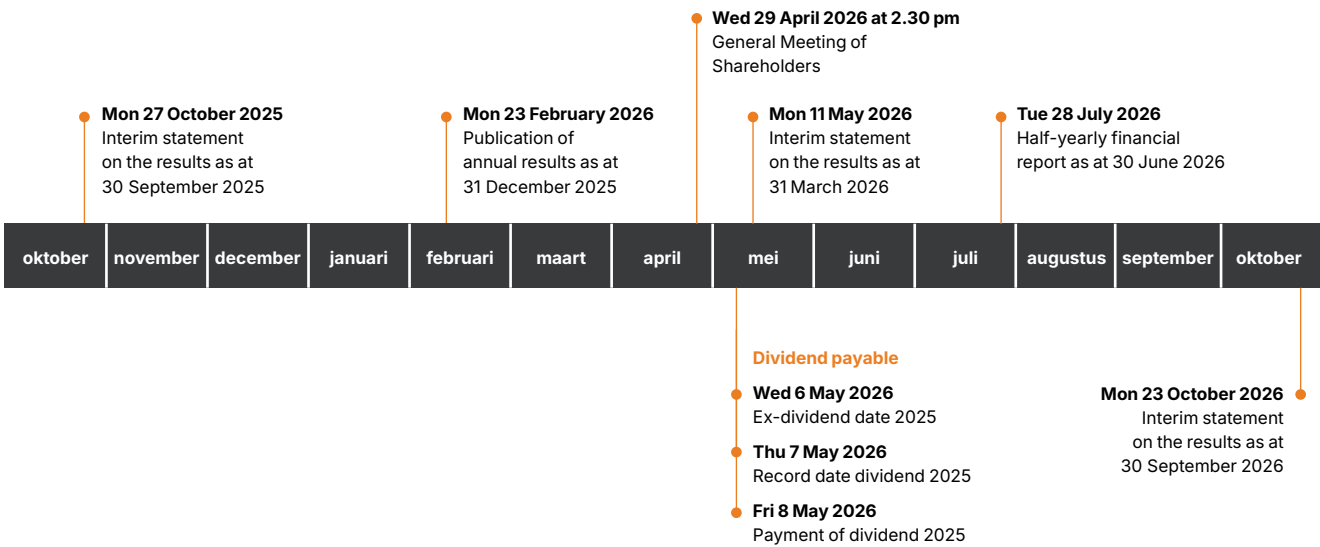 Wed 29 April 2026 at 2.30 pm
General Meeting of
Shareholders
Mon 27 October 2025
Interim statement
on the results as at
30 September 2025
Mon 23 February 2026
Publication of
annual results as at
31 December 2025
Mon 11 May 2026
Interim statement
on the results as at
31 March 2026
Tue 28 July 2026
Half-yearly financial
report as at 30 June 2026
oktober november december januari februari maart april mei juni juli augustus september oktober
Dividend payable
Wed 6 May 2026
Ex-dividend date 2025
Thu 7 May 2026
Record date dividend 2025
Fri 8 May 2026
Payment of dividend 2025
Mon 23 October 2026
Interim statement
on the results as at
30 September 2026